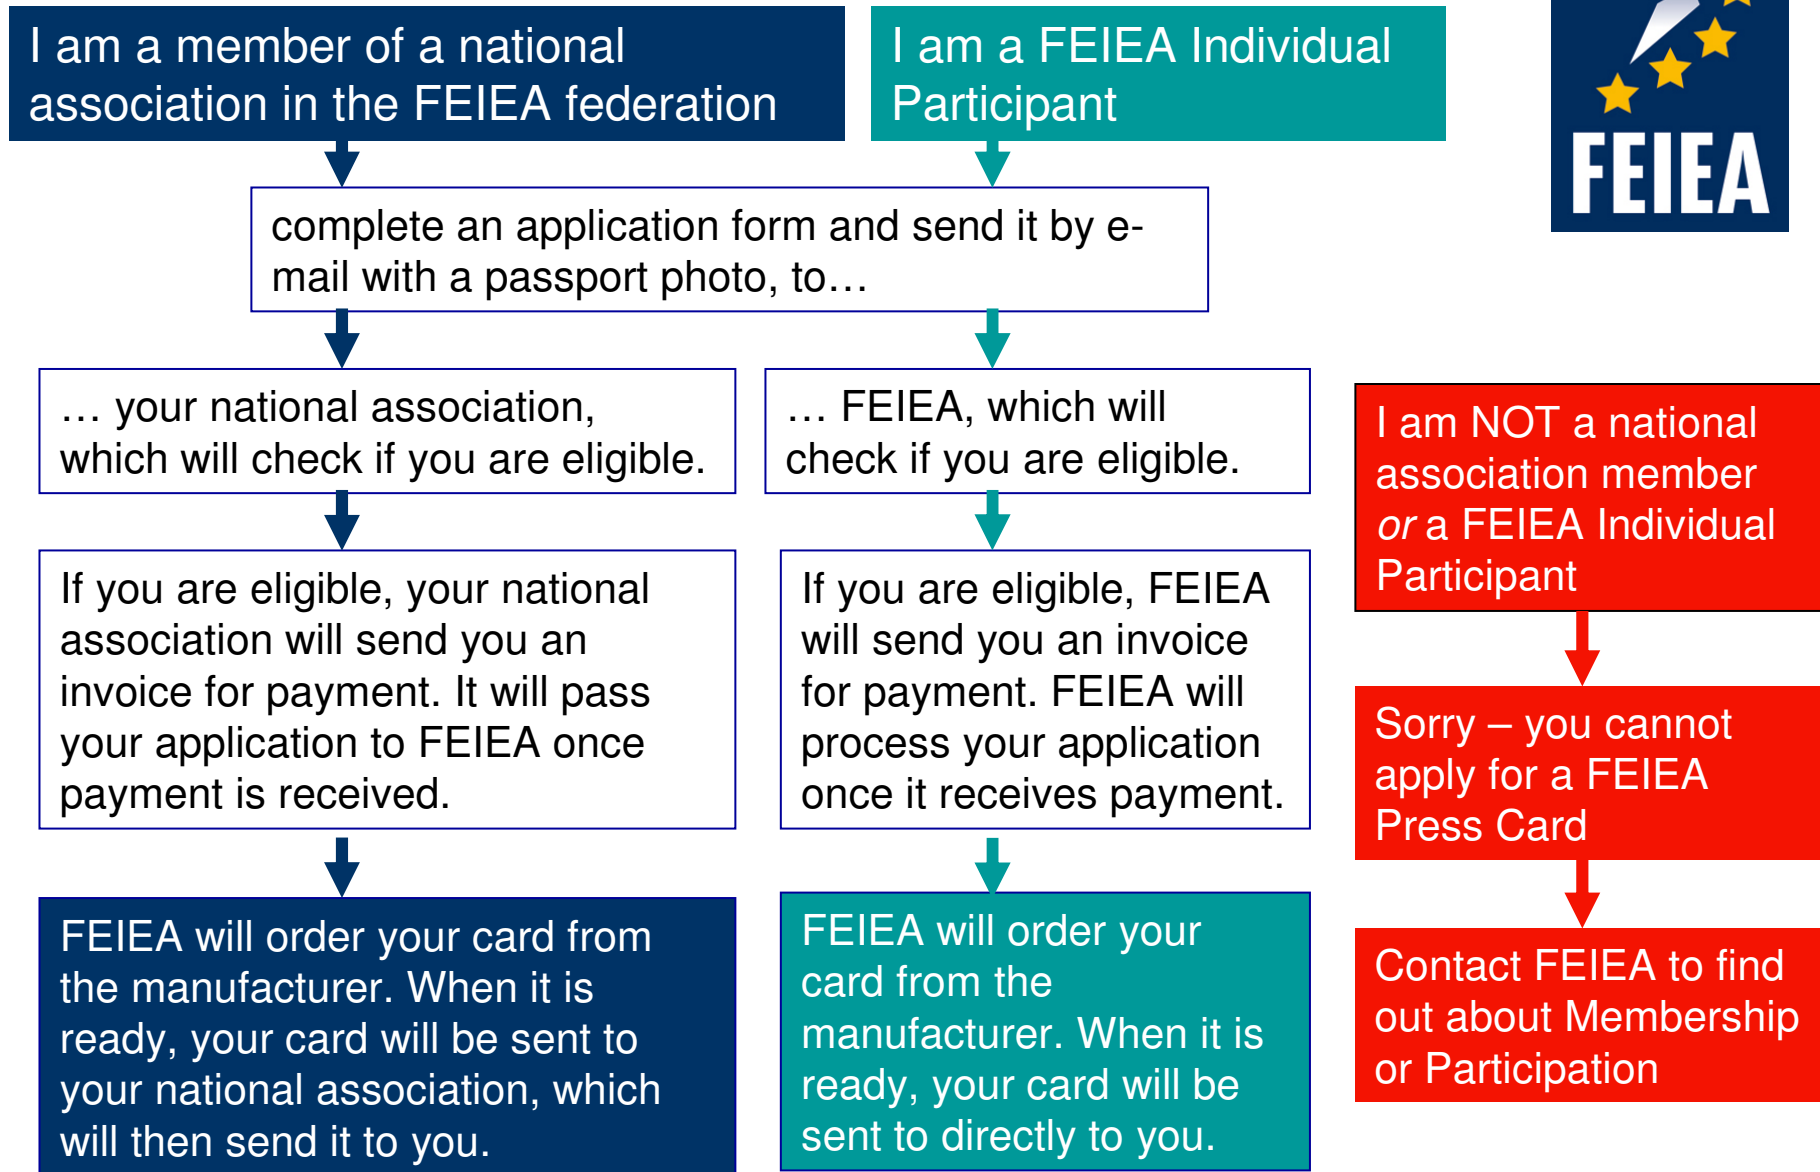 I am a member of a national
association in the FEIEA federation
I am a FEIEA Individual
Participant
FEIEA
complete an application form and send it by e-
mail with a passport photo, to…
… your national association,
which will check if you are eligible.
… FEIEA, which will
check if you are eligible.
If you are eligible, your national
association will send you an
invoice for payment. It will pass
your application to FEIEA once
payment is received.
If you are eligible, FEIEA
will send you an invoice
for payment. FEIEA will
process your application
once it receives payment.
FEIEA will order your card from
the manufacturer. When it is
ready, your card will be sent to
your national association, which
will then send it to you.
FEIEA will order your
card from the
manufacturer. When it is
ready, your card will be
sent to directly to you.
I am NOT a national
association member
or a FEIEA Individual
Participant
Sorry – you cannot
apply for a FEIEA
Press Card
Contact FEIEA to find
out about Membership
or Participation